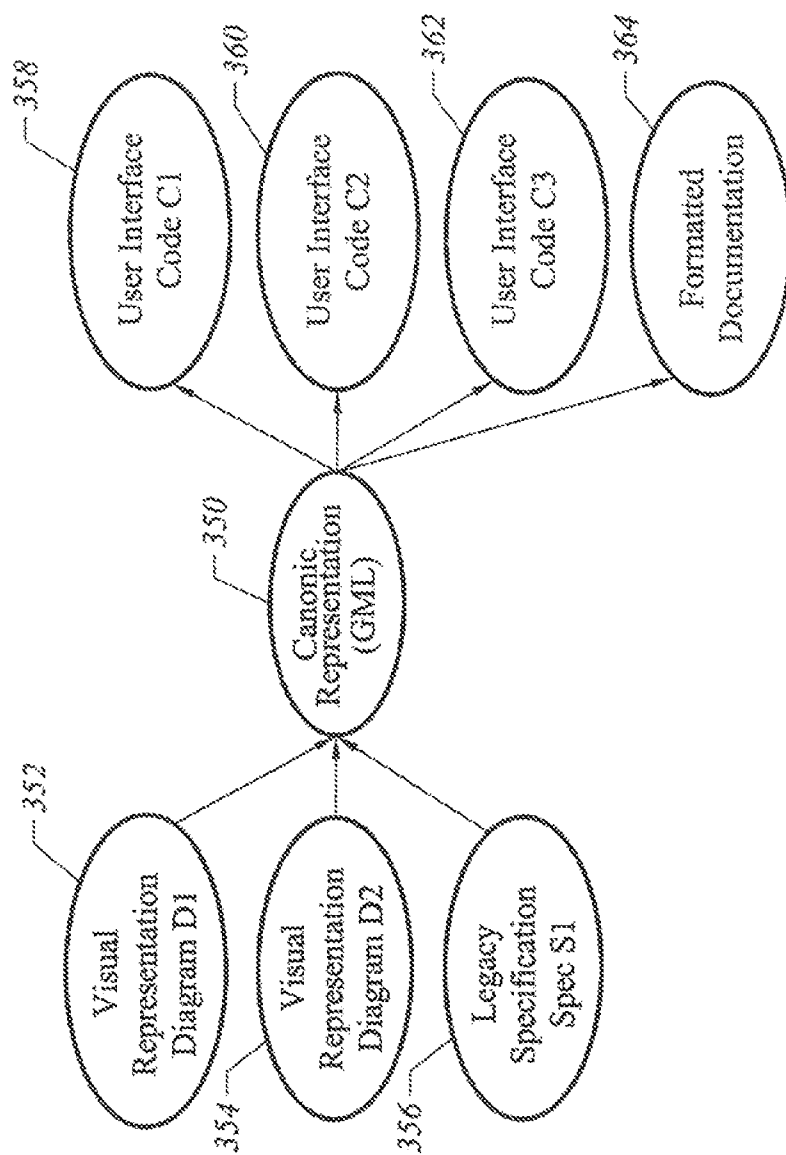 352
Visual
Representation
Diagram D1
354
Visual
Representation
Diagram D2
356
Legacy
Specification
Spec S1
350
Canonic
Representation
(GML)
358
User Interface
Code C1
360
User Interface
Code C2
362
User Interface
Code C3
364
Formatted
Documentation